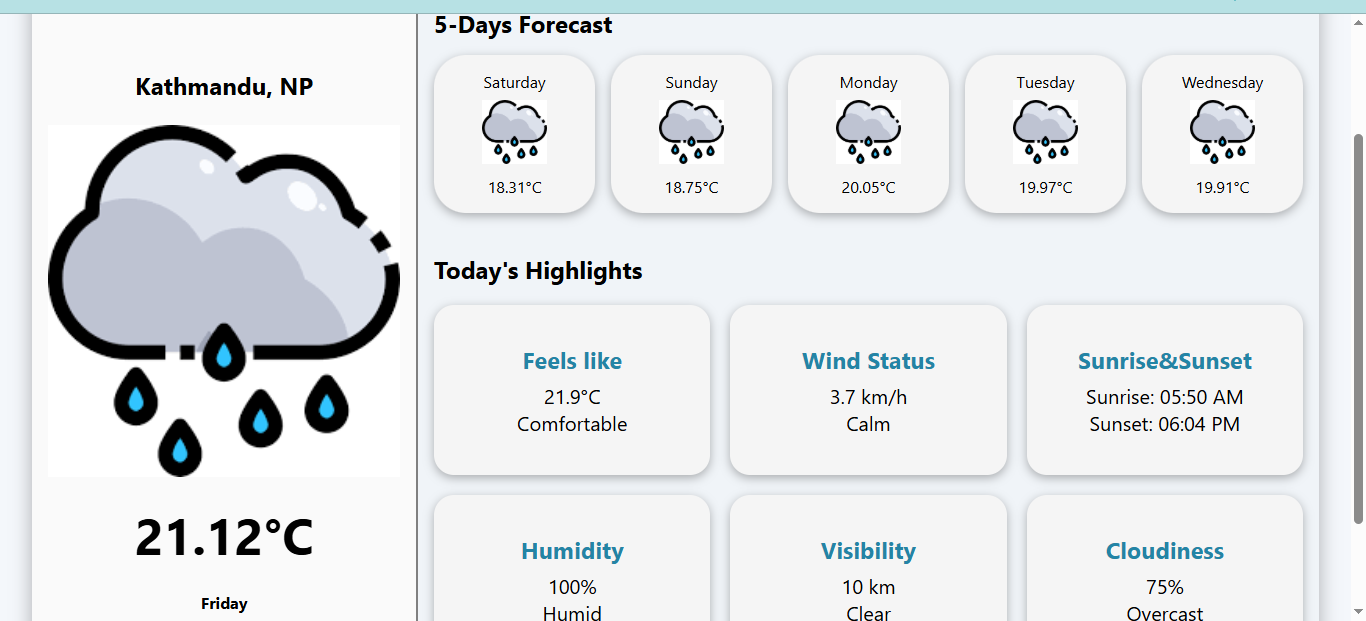 Kathmandu, NP
21.12°C
Friday
5-Days Forecast
Saturday
18.31°C
Sunday
18.75°C
Monday
20.05°C
Tuesday
19.97°C
Wednesday
19.91°C
Today's Highlights
Feels like
21.9°C
Comfortable
Wind Status
3.7 km/h
Calm
Sunrise&Sunset
Sunrise: 05:50 AM
Sunset: 06:04 PM
Humidity
100%
Humid
Visibility
10 km
Clear
Cloudiness
75%
Overcast